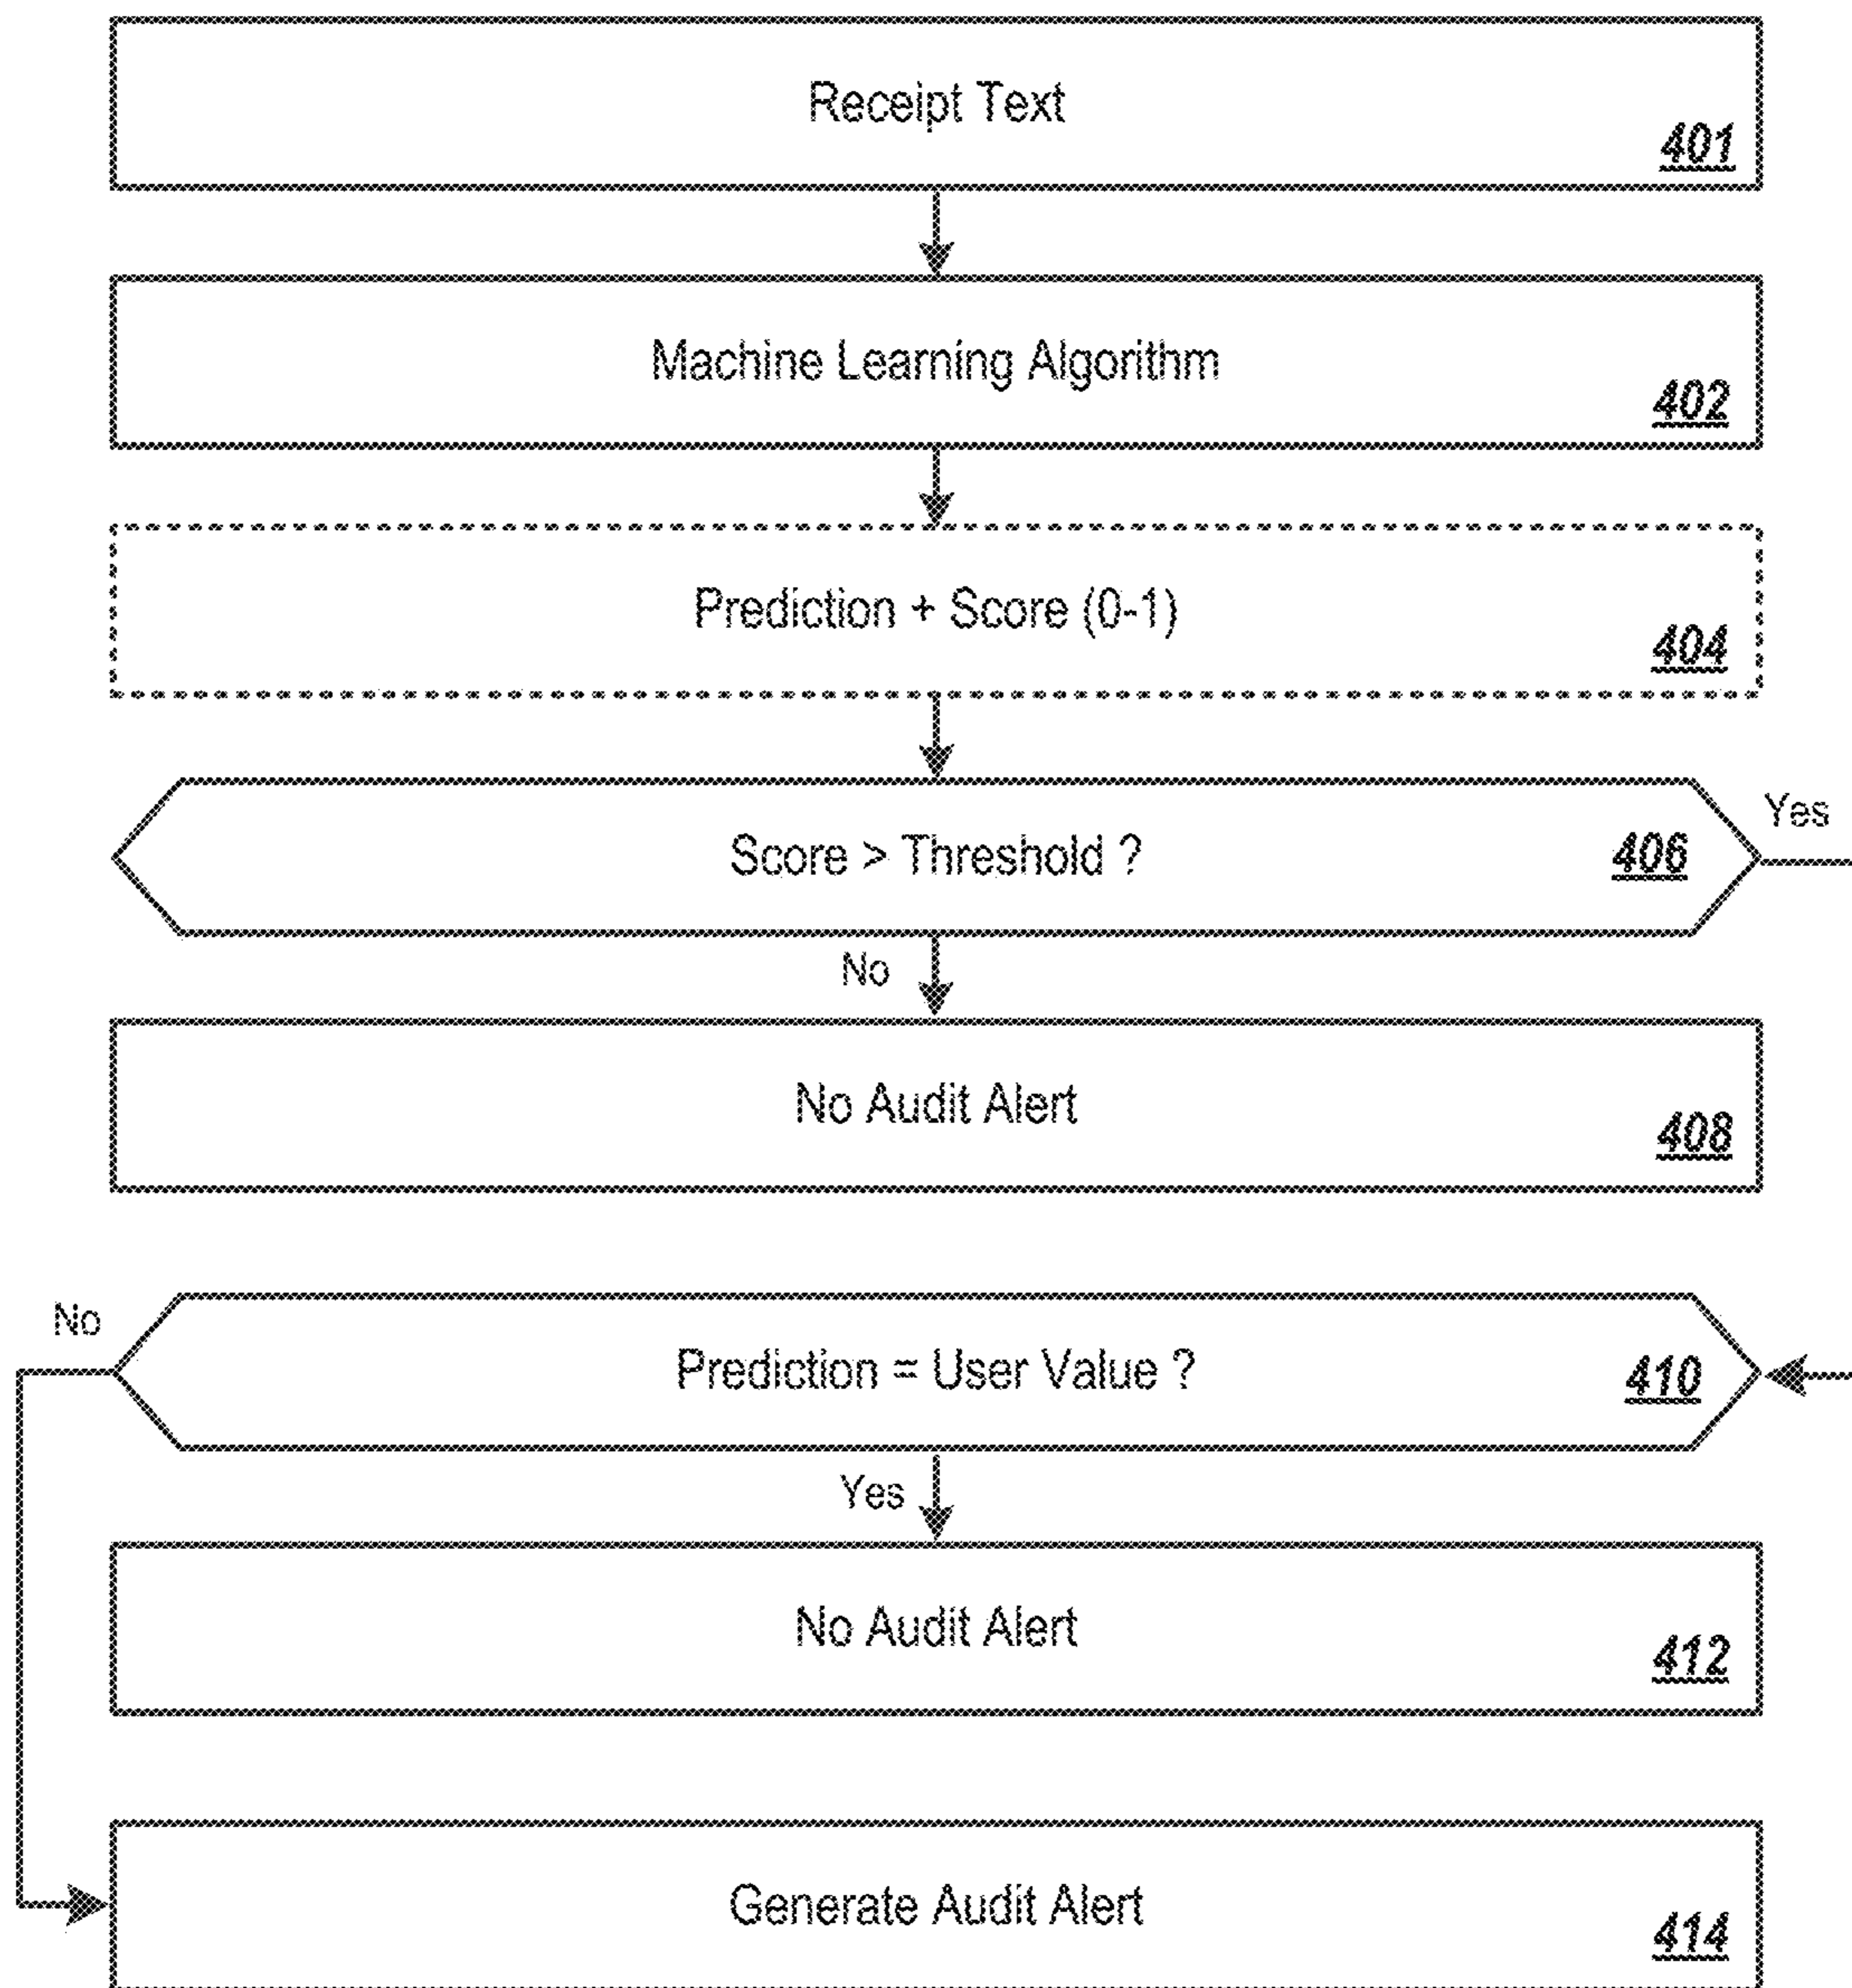 Receipt Text
401
Machine Learning Algorithm
402
Prediction + Score (0-1)
404
Score > Threshold ?
406
Yes
No
No Audit Alert
408
No
Prediction = User Value ?
410
Yes
No Audit Alert
412
Generate Audit Alert
414